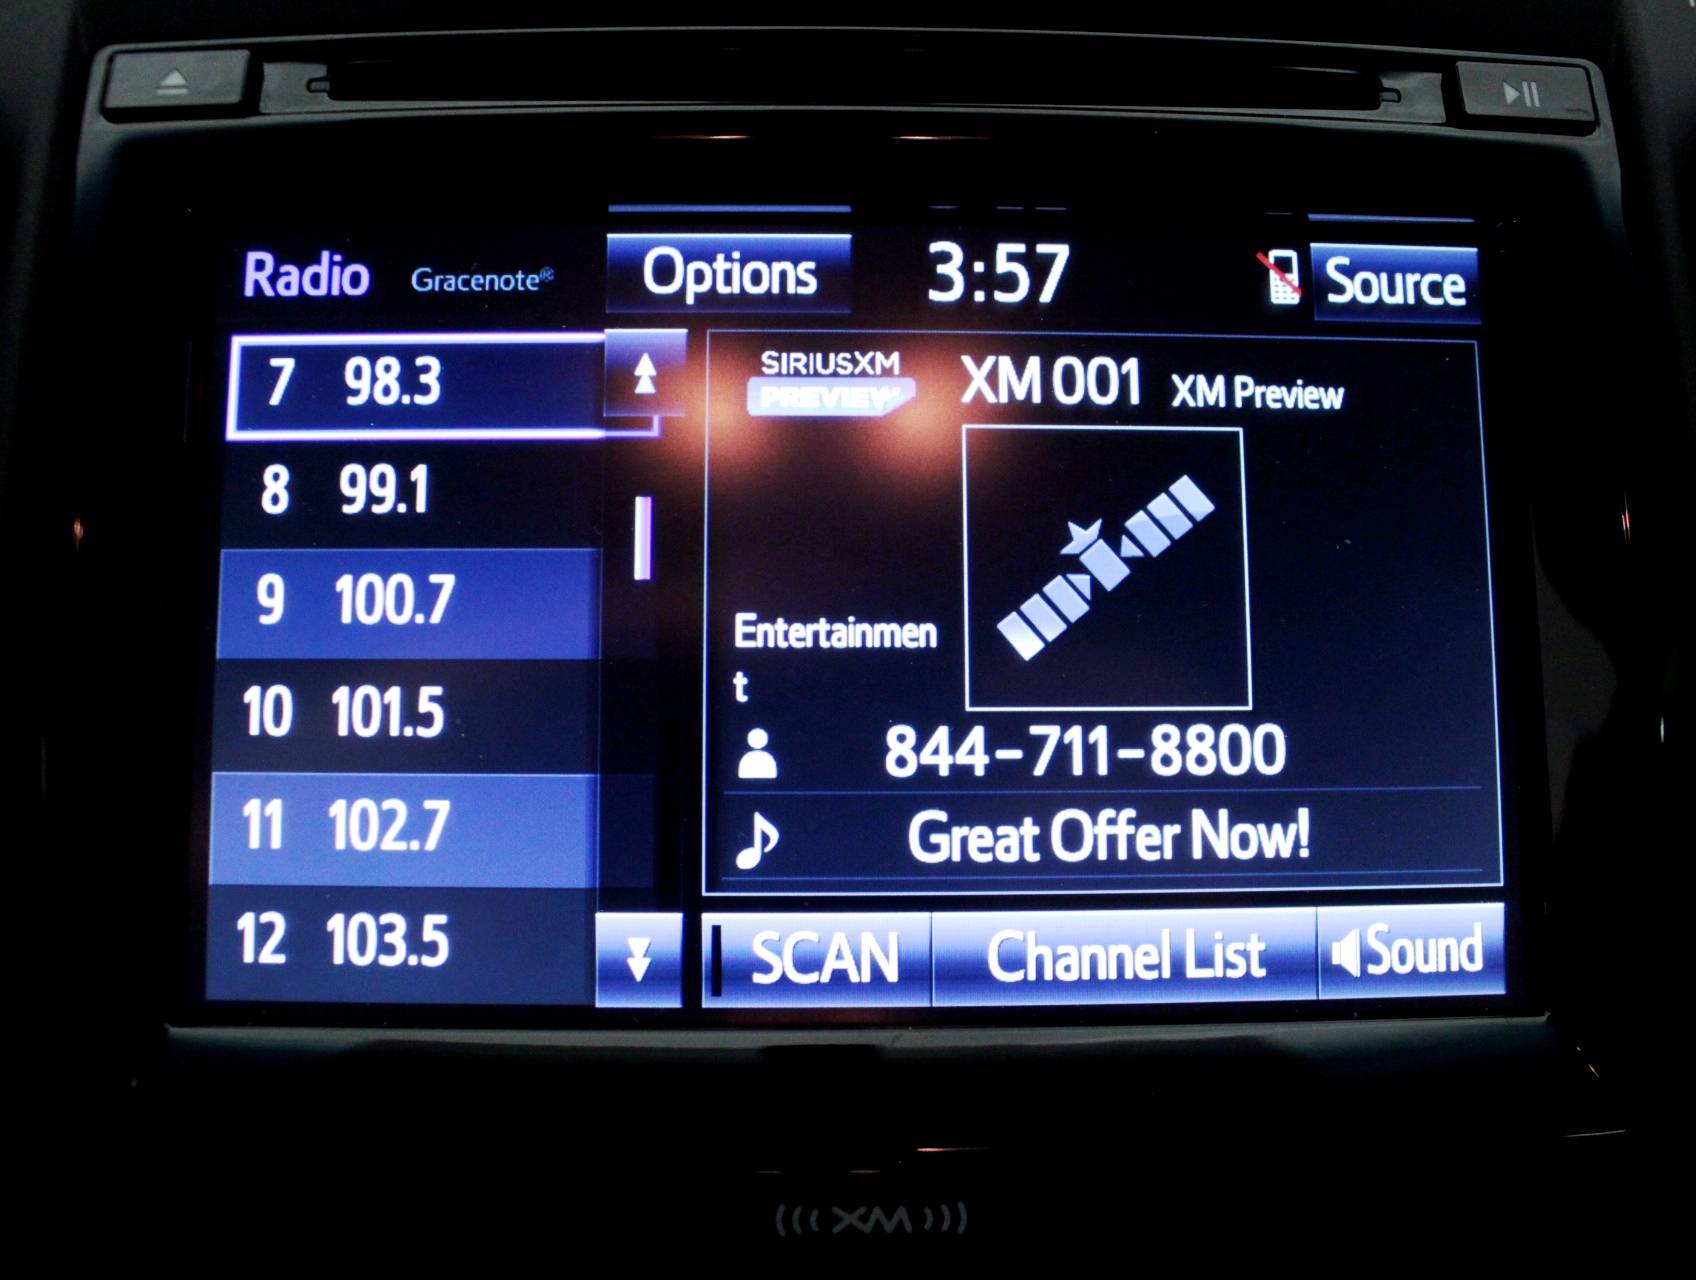 Radio Gracenote® Options 3:57 Source
7 98.3
8 99.1
9 100.7
10 101.5
11 102.7
12 103.5
SIRIUSXM
PREVIEW
XM 001 XM Preview
Entertainmen
t
844-711-8800
Great Offer Now!
SCAN Channel List Sound
XM